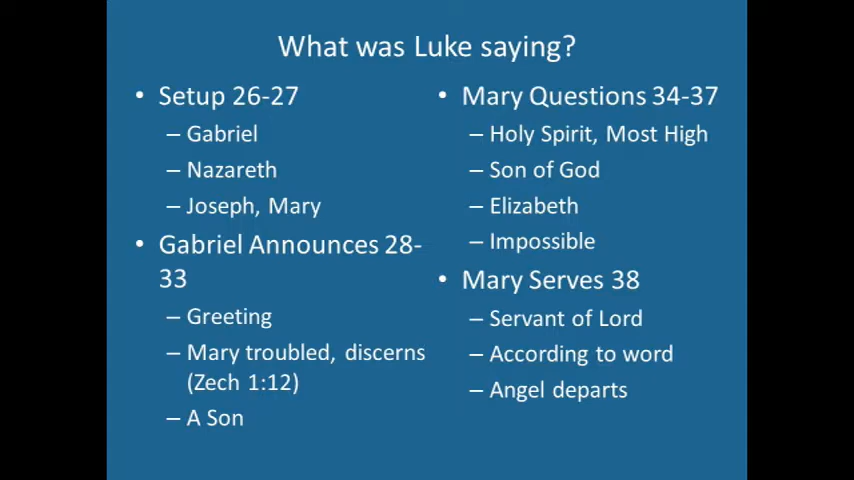 What was Luke saying?
• Setup 26-27
– Gabriel
– Nazareth
– Joseph, Mary
• Gabriel Announces 28-
33
– Greeting
– Mary troubled, discerns
(Zech 1:12)
– A Son
• Mary Questions 34-37
– Holy Spirit, Most High
– Son of God
– Elizabeth
– Impossible
• Mary Serves 38
– Servant of Lord
– According to word
– Angel departs